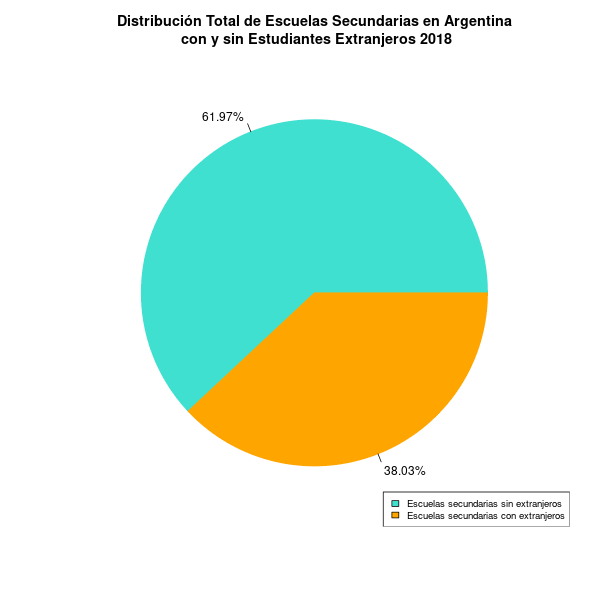 Distribución Total de Escuelas Secundarias en Argentina
con y sin Estudiantes Extranjeros 2018
61.97%
38.03%
Escuelas secundarias sin extranjeros
Escuelas secundarias con extranjeros